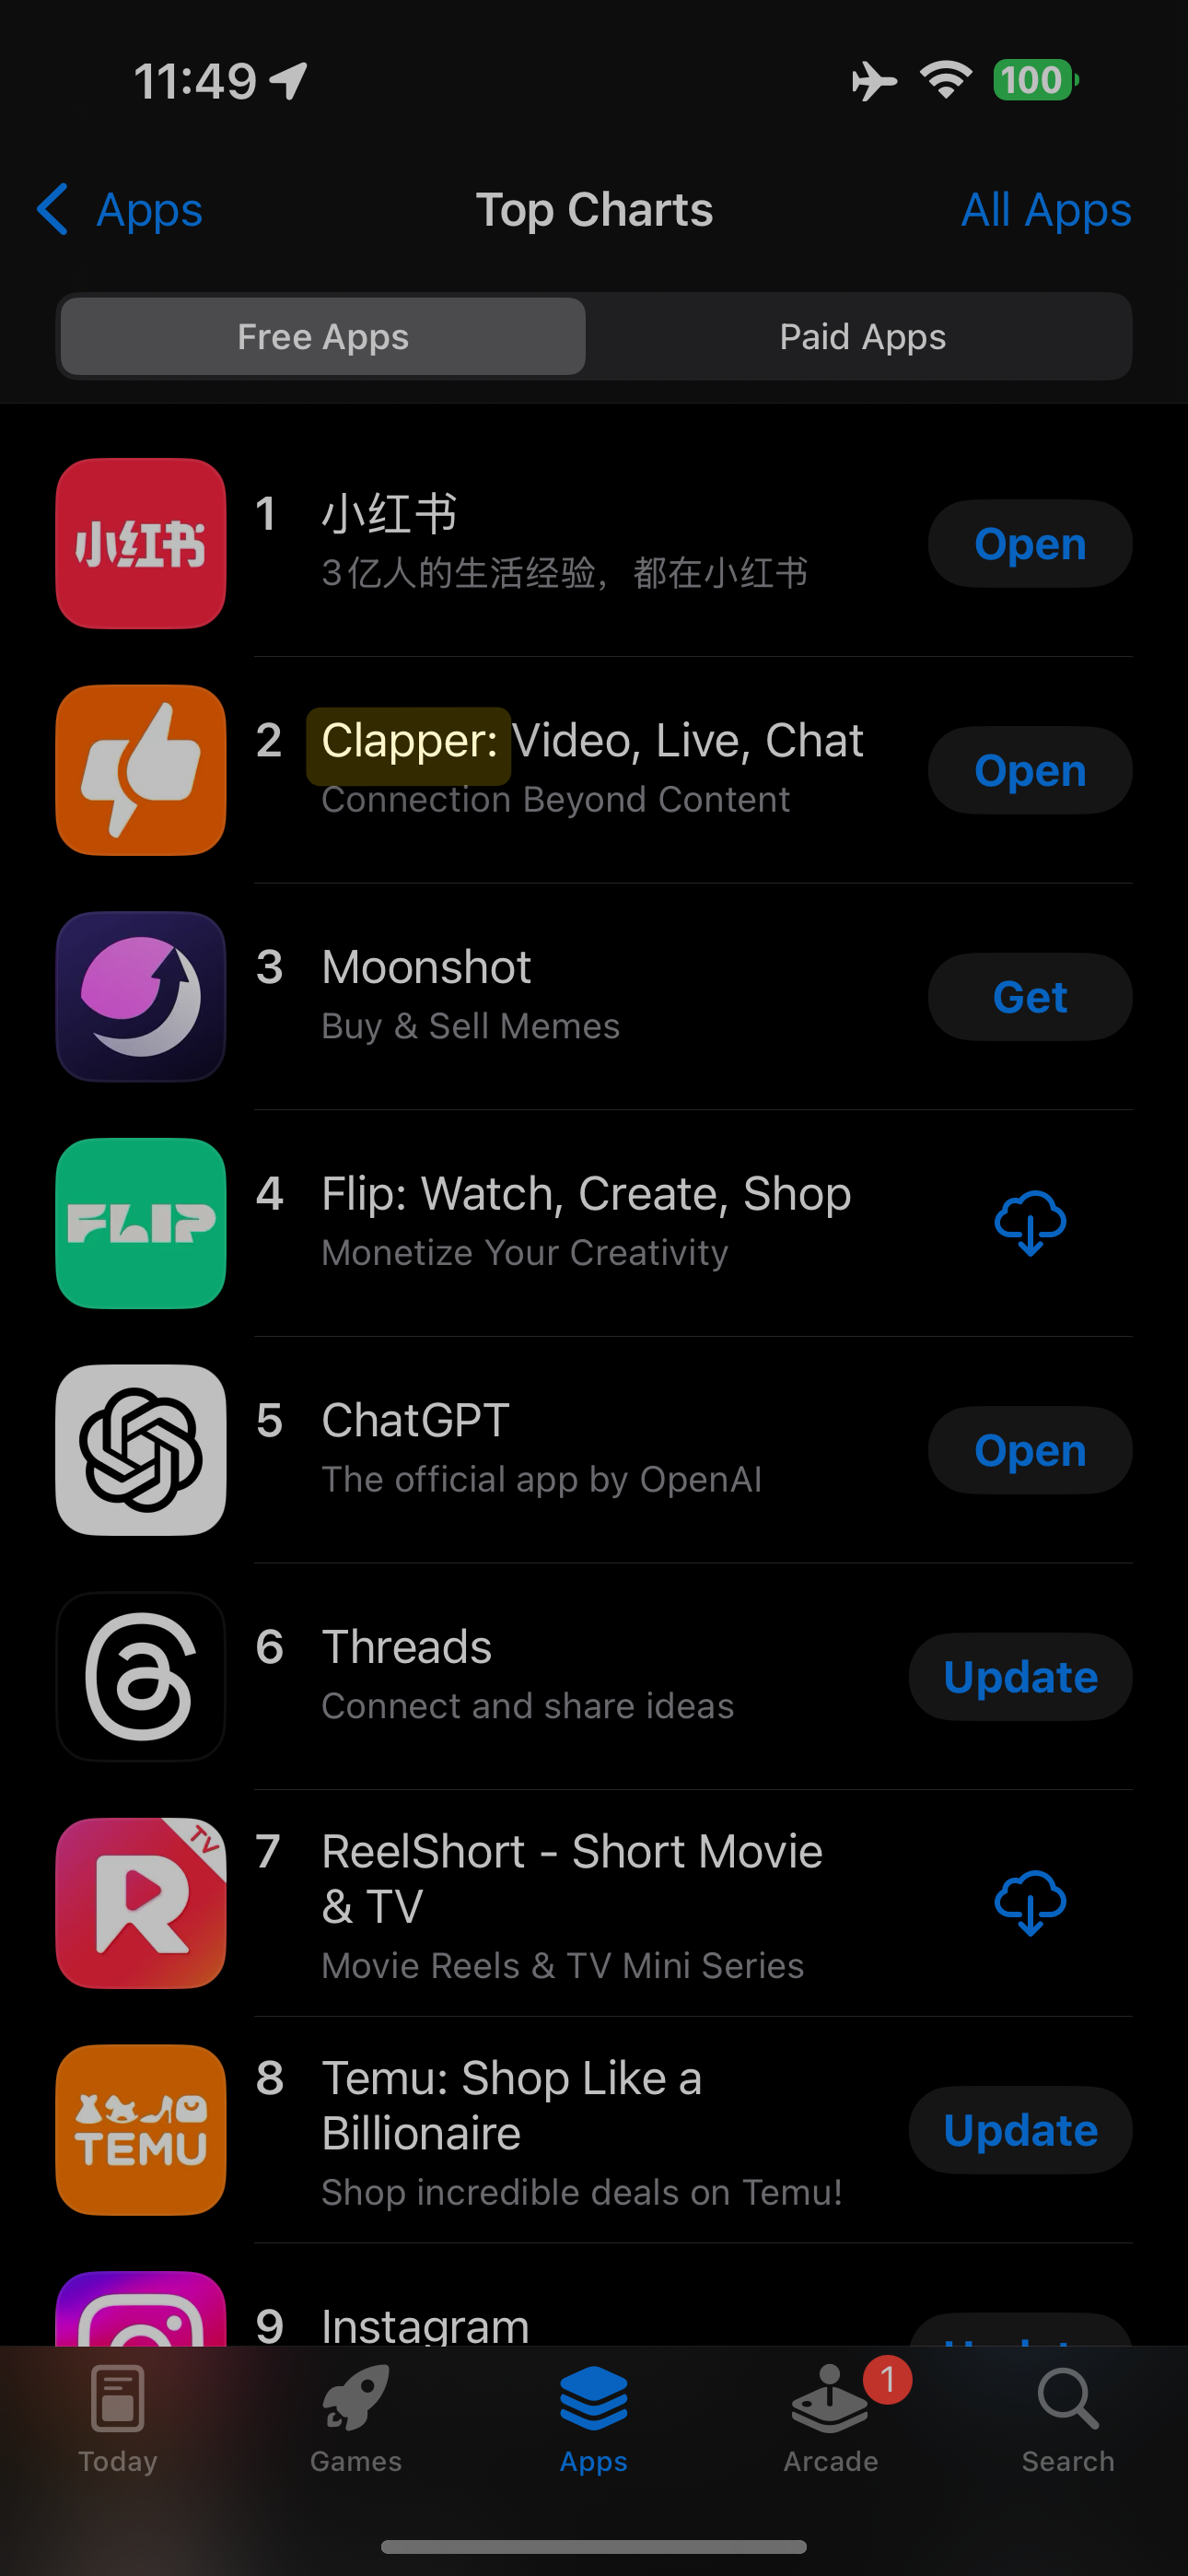 11:49
100
Apps
Top Charts
All Apps
Free Apps
Paid Apps
小红书
1
小红书
3亿人的生活经验，都在小红书
Open
2
Clapper: Video, Live, Chat
Connection Beyond Content
Open
3
Moonshot
Buy & Sell Memes
Get
FLIP
4
Flip: Watch, Create, Shop
Monetize Your Creativity
5
ChatGPT
The official app by OpenAI
Open
6
Threads
Connect and share ideas
Update
R
TV
7
ReelShort - Short Movie
& TV
Movie Reels & TV Mini Series
TEMU
8
Temu: Shop Like a
Billionaire
Shop incredible deals on Temu!
Update
9
Instagram
Update
Today
Games
Apps
Arcade
1
Search